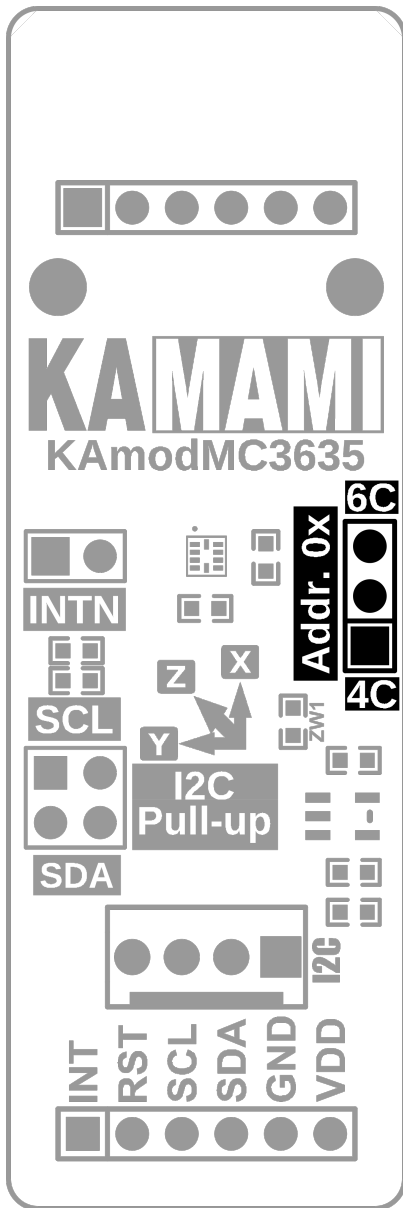 KAMAMI
KAmodMC3635
6C
Addr. 0x
4C
INTN
SCL
X
Z
Y
ZW1
I2C
Pull-up
SDA
I2C
INT
RST
SCL
SDA
GND
VDD